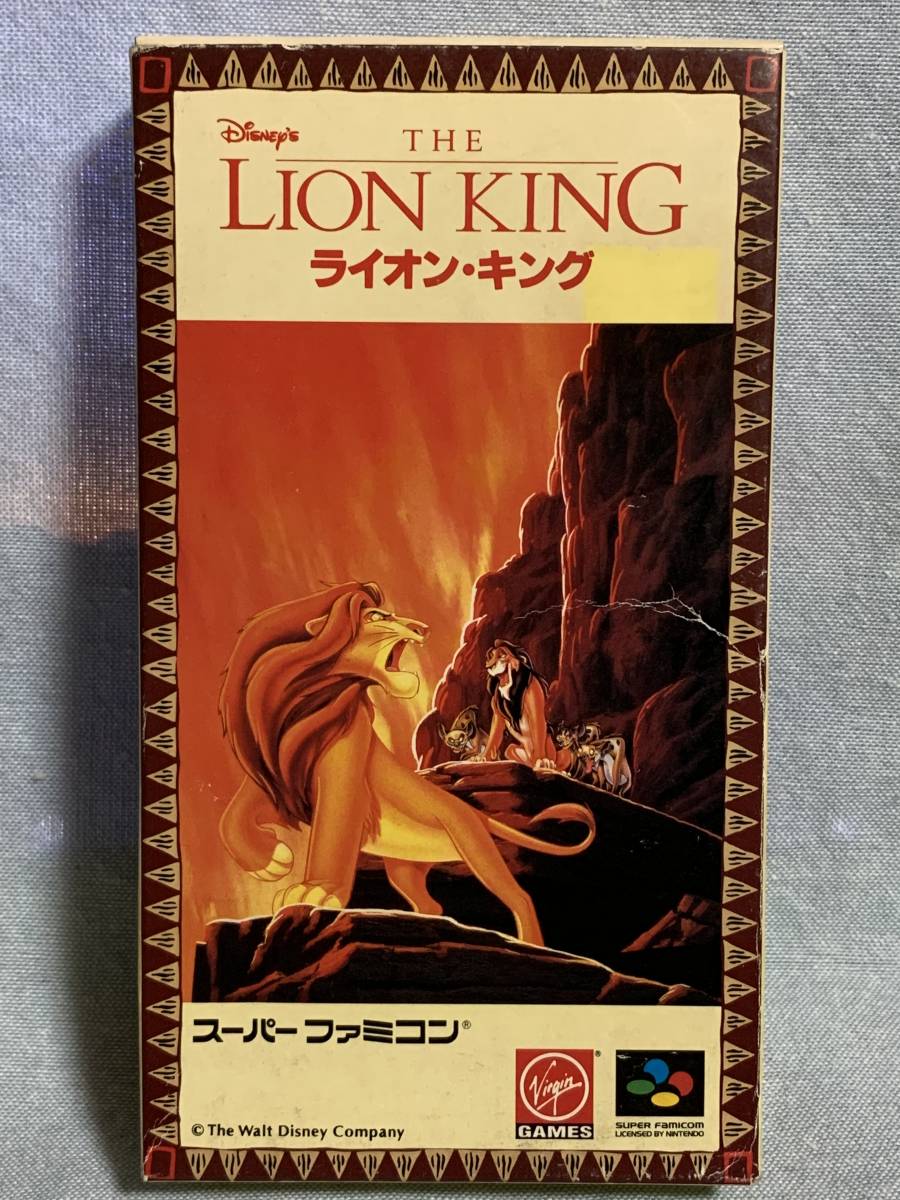 Disney's
THE
LION KING
ライオン・キング
スーパー ファミコン®
Virgin®
GAMES
SUPER FAMICOM
LICENSED BY NINTENDO
© The Walt Disney Company